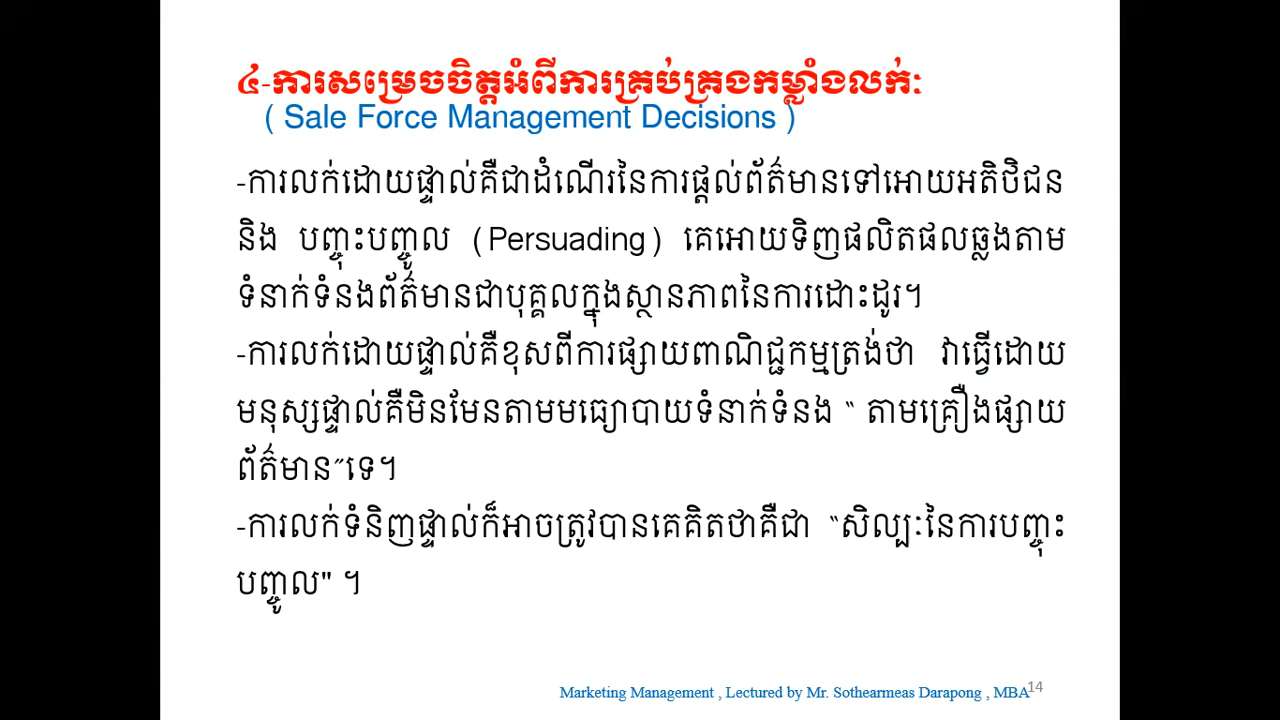 ៤-ការសម្រេចចិត្តអំពីការគ្រប់គ្រងកម្លាំងលក់ៈ
( Sale Force Management Decisions )
-ការលក់ដោយផ្ទាល់គឺជាដំណើរនៃការផ្តល់ព័ត៌មានទៅអោយអតិថិជន
និង បញ្ចុះបញ្ចូល (Persuading) គេអោយទិញផលិតផលឆ្លងតាម
ទំនាក់ទំនងព័ត៌មានជាបុគ្គលក្នុងស្ថានភាពនៃការដោះដូរ។
-ការលក់ដោយផ្ទាល់គឺខុសពីការផ្សាយពាណិជ្ជកម្មត្រង់ថា វាធ្វើដោយ
មនុស្សផ្ទាល់គឺមិនមែនតាមមធ្យោបាយទំនាក់ទំនង “ តាមគ្រឿងផ្សាយ
ព័ត៌មាន”ទេ។
-ការលក់ទំនិញផ្ទាល់ក៏អាចត្រូវបានគេគិតថាគឺជា “សិល្បៈនៃការបញ្ចុះ
បញ្ចូល" ។
Marketing Management , Lectured by Mr. Sothearmeas Darapong , MBA 14